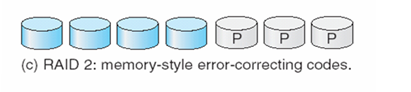 P P P
(c) RAID 2: memory-style error-correcting codes.